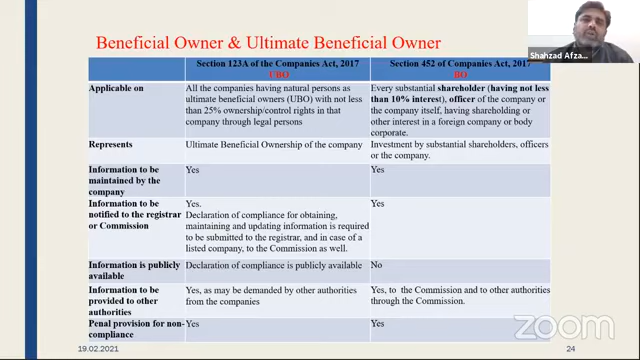 Shahzad Afza...
Beneficial Owner & Ultimate Beneficial Owner
Section 123A of the Companies Act, 2017
UBO
Section 452 of Companies Act, 2017
BO
Applicable on
All the companies having natural persons as
ultimate beneficial owners (UBO) with not less
than 25% ownership/control rights in that
company through legal persons
Every substantial shareholder (having not less
than 10% interest), officer of the company or
the company itself, having shareholding or
other interest in a foreign company or body
corporate.
Represents
Ultimate Beneficial Ownership of the company
Investment by substantial shareholders, officers
or the company.
Information to be
maintained by the
company
Yes
Yes
Information to be
notified to the registrar
or Commission
Yes.
Declaration of compliance for obtaining,
maintaining and updating information is required
to be submitted to the registrar, and in case of a
listed company, to the Commission as well.
Yes
Information is publicly
available
Declaration of compliance is publicly available
No
Information to be
provided to other
authorities
Yes, as may be demanded by other authorities
from the companies
Yes, to the Commission and to other authorities
through the Commission.
Penal provision for non-
compliance
Yes
Yes
19.02.2021
24
zoom